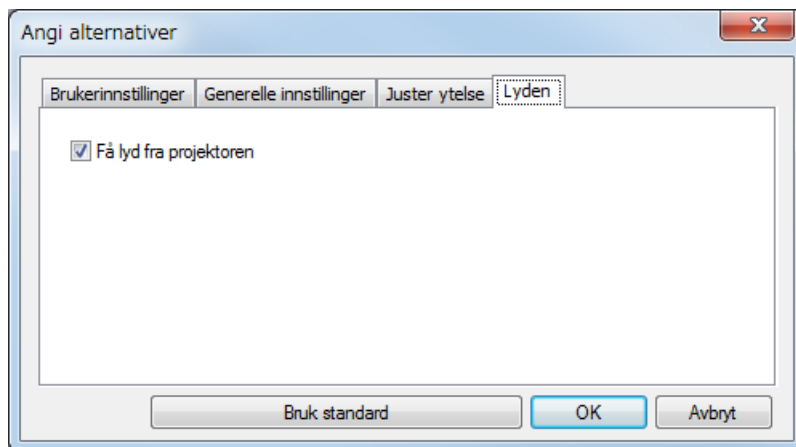 Angi alternativer
Brukerinnstillinger Generelle innstillinger Juster ytelse Lyden
Få lyd fra projektoren
Bruk standard OK Avbryt